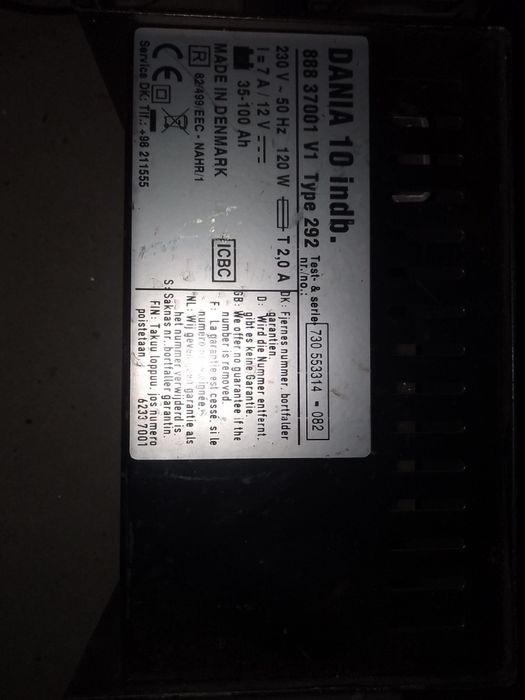 DANIA 10 indb.
888 37001 V1 Type 292
Test- & serie-
nr./no.:
730 553314 - 082
230 V ~ 50 Hz 120 W T 2,0 A
I = 7 A / 12 V
35-100 Ah
MADE IN DENMARK
ICBC
R 82/499/EEC - NAHR/1
CE
Service DK: Tlf.: +98 211555
DK: Fjernes nummer, bortfalder
garantien.
D: Wird die Nummer entfernt,
gibt es keine Garantie.
GB: We offer no guarantee if the
number is removed
F: La garantie est cessé, si le
numero
NL: Wij geven garantie als
het nummer verwijderd is.
S: Saknas nr. bortfaller garantin.
FIN: Takuu loppuu, jos numero
poistetaan.
6233 7001